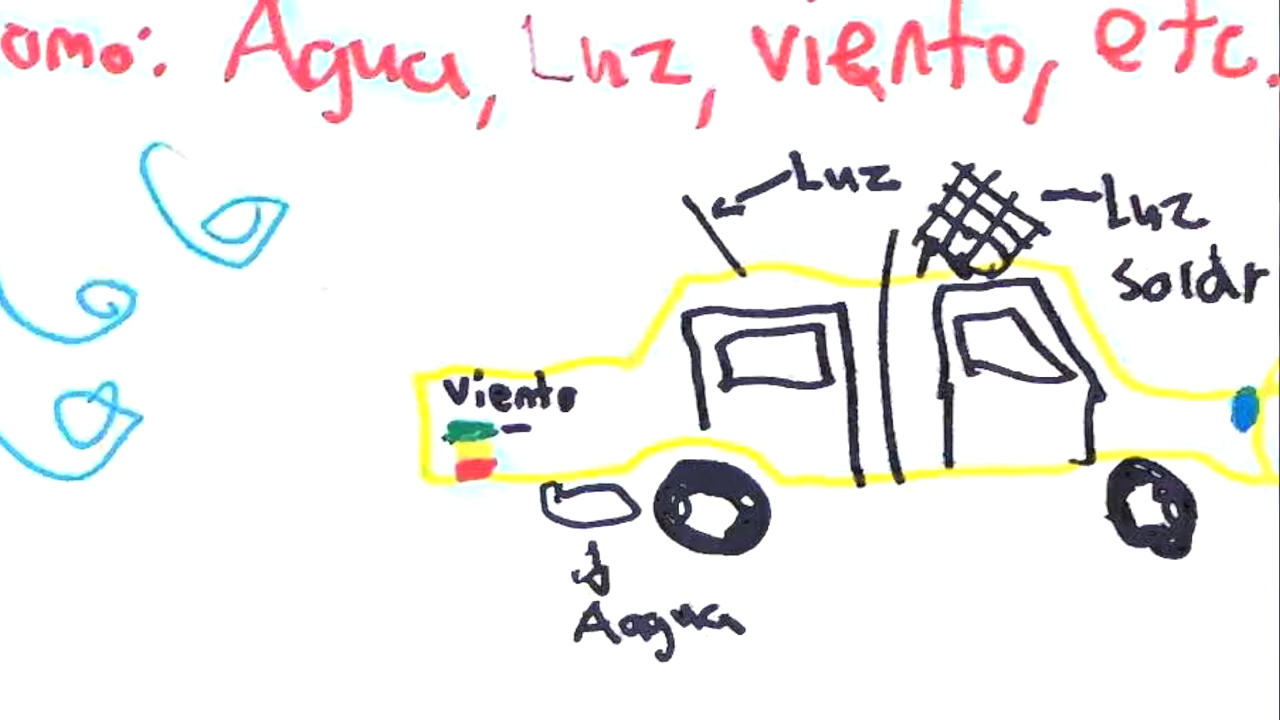 omo: Agua, Luz, viento, etc.
Luz
Luz
solar
viento
Aagua